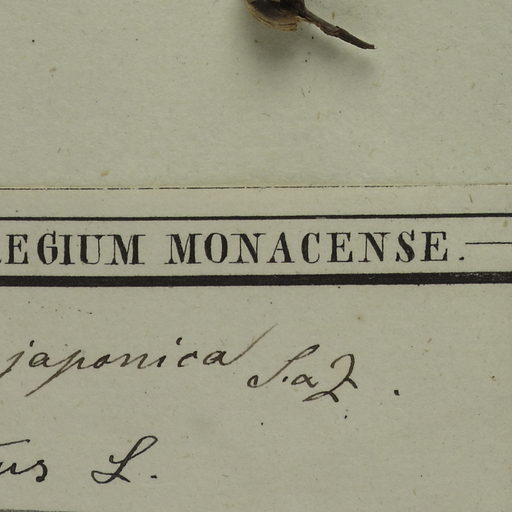 EGIUM MONACENSE.
japonica S.a.Z.
us L.